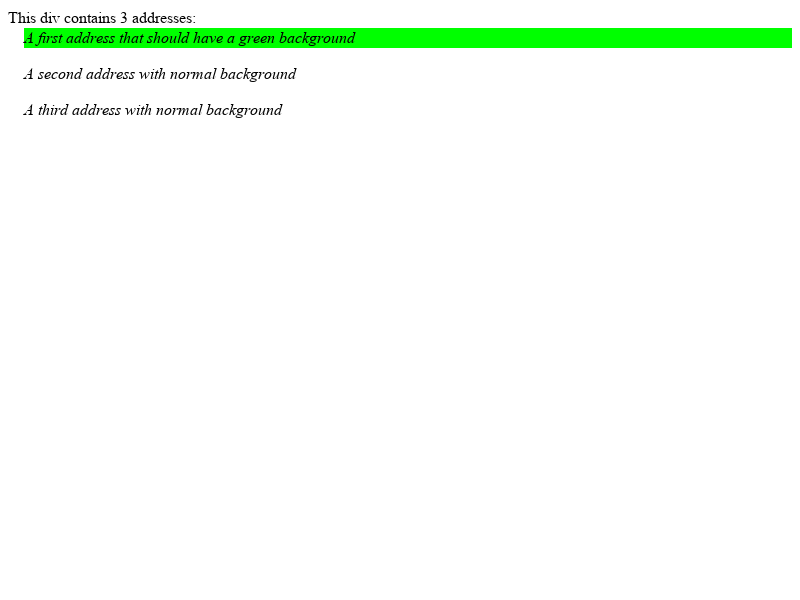 This div contains 3 addresses:
A first address that should have a green background
A second address with normal background
A third address with normal background